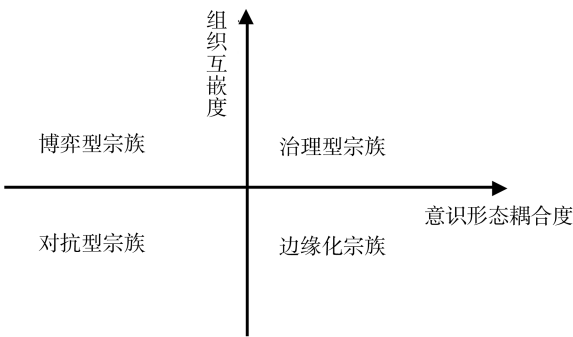 组织互嵌度
博弈型宗族
治理型宗族
意识形态耦合度
对抗型宗族
边缘化宗族